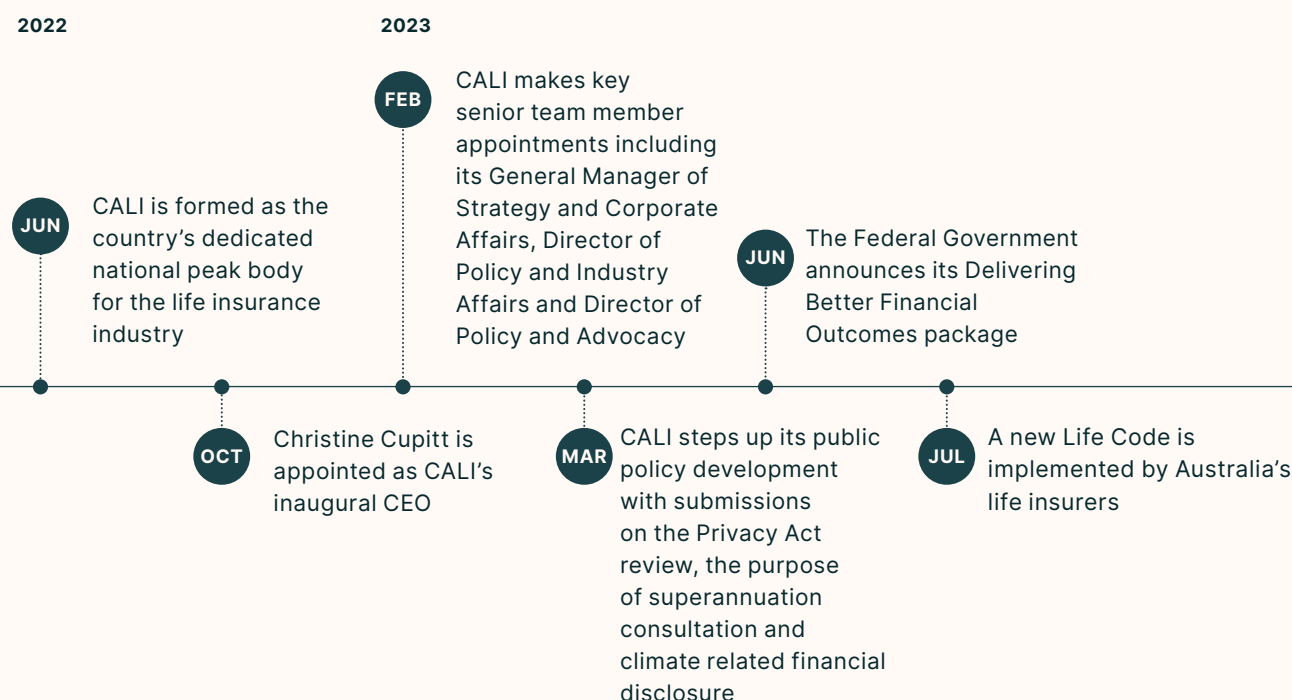 2022
JUN
CALI is formed as the
country’s dedicated
national peak body
for the life insurance
industry
OCT
Christine Cupitt is
appointed as CALI’s
inaugural CEO
2023
FEB
CALI makes key
senior team member
appointments including
its General Manager of
Strategy and Corporate
Affairs, Director of
Policy and Industry
Affairs and Director of
Policy and Advocacy
MAR
CALI steps up its public
policy development
with submissions
on the Privacy Act
review, the purpose
of superannuation
consultation and
climate related financial
disclosure
JUN
The Federal Government
announces its Delivering
Better Financial
Outcomes package
JUL
A new Life Code is
implemented by Australia’s
life insurers